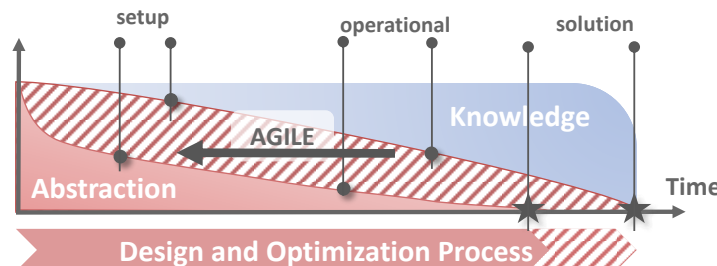 setup
operational
solution
Knowledge
AGILE
Abstraction
Time
Design and Optimization Process